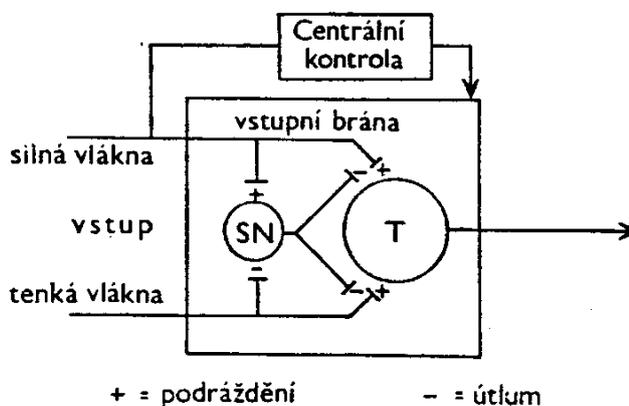 Centrální
kontrola
vstupní brána
silná vlákna
+
- +
vstup
SN
T
-
- +
tenká vlákna
+ = podráždění - = útlum